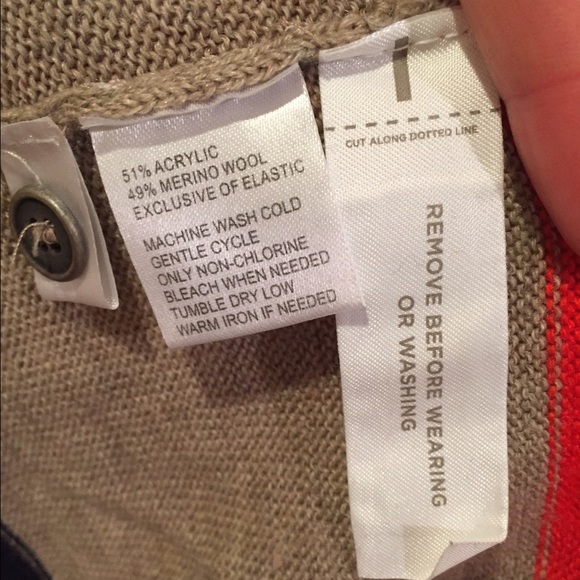 51% ACRYLIC
49% MERINO WOOL
EXCLUSIVE OF ELASTIC
MACHINE WASH COLD
GENTLE CYCLE
ONLY NON-CHLORINE
BLEACH WHEN NEEDED
TUMBLE DRY LOW
WARM IRON IF NEEDED
CUT ALONG DOTTED LINE
REMOVE BEFORE WEARING
OR WASHING